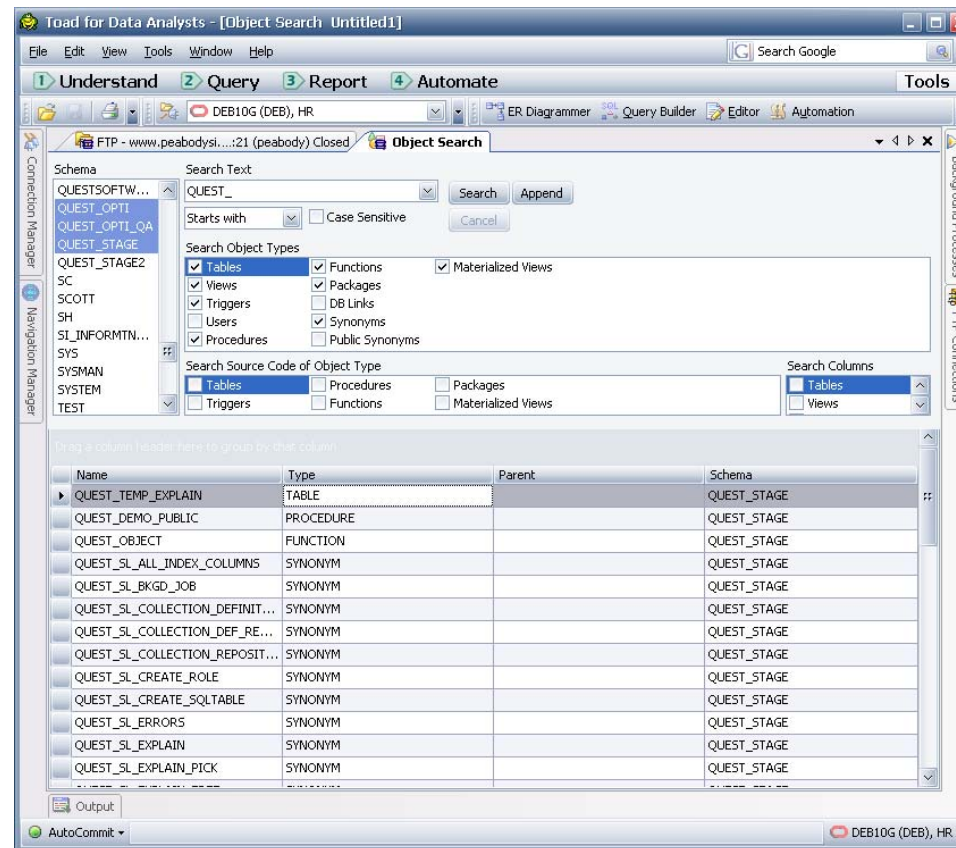 Toad for Data Analysts - [Object Search  Untitled1]
File Edit View Tools Window Help
Search Google
1 Understand 2 Query 3 Report 4 Automate
Tools
DEB10G (DEB), HR
ER Diagrammer
SQL Query Builder
Editor
Automation
Connection Manager
Navigation Manager
FTP - www.peabodysi....:21 (peabody) Closed
Object Search
Background Processes
FTP Connections
Schema
QUESTSOFTW...
QUEST_OPTI
QUEST_OPTI_QA
QUEST_STAGE
QUEST_STAGE2
SC
SCOTT
SH
SI_INFORMTN...
SYS
SYSMAN
SYSTEM
TEST
Search Text
QUEST_
Search Append
Starts with
Case Sensitive
Cancel
Search Object Types
Tables Functions Materialized Views
Views Packages
Triggers DB Links
Users Synonyms
Procedures Public Synonyms
Search Source Code of Object Type
Tables Procedures Packages
Triggers Functions Materialized Views
Search Columns
Tables
Views
Drag a column header here to group by that column
Name Type Parent Schema
QUEST_TEMP_EXPLAIN TABLE QUEST_STAGE
QUEST_DEMO_PUBLIC PROCEDURE QUEST_STAGE
QUEST_OBJECT FUNCTION QUEST_STAGE
QUEST_SL_ALL_INDEX_COLUMNS SYNONYM QUEST_STAGE
QUEST_SL_BKGD_JOB SYNONYM QUEST_STAGE
QUEST_SL_COLLECTION_DEFINIT... SYNONYM QUEST_STAGE
QUEST_SL_COLLECTION_DEF_RE... SYNONYM QUEST_STAGE
QUEST_SL_COLLECTION_REPOSIT... SYNONYM QUEST_STAGE
QUEST_SL_CREATE_ROLE SYNONYM QUEST_STAGE
QUEST_SL_CREATE_SQLTABLE SYNONYM QUEST_STAGE
QUEST_SL_ERRORS SYNONYM QUEST_STAGE
QUEST_SL_EXPLAIN SYNONYM QUEST_STAGE
QUEST_SL_EXPLAIN_PICK SYNONYM QUEST_STAGE
Output
AutoCommit
DEB10G (DEB), HR